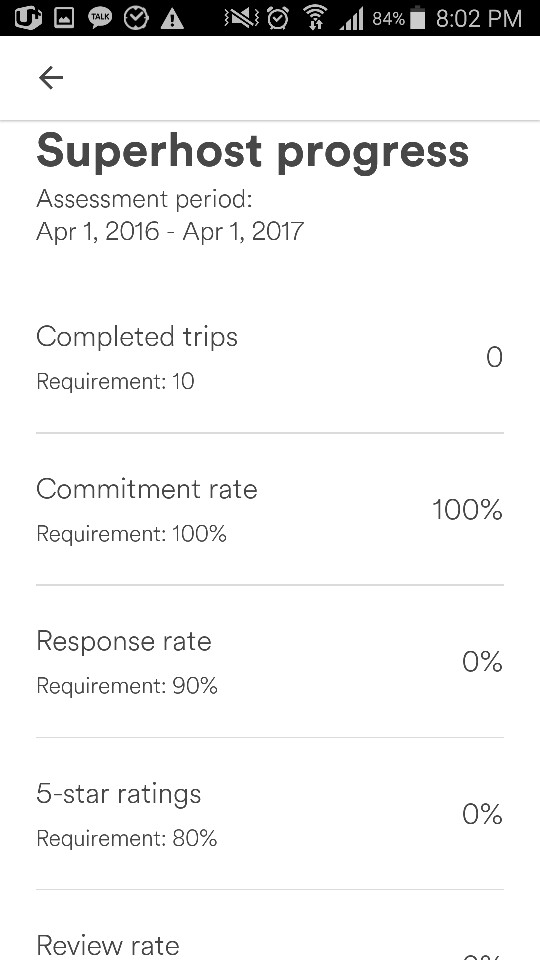 TALK 84% 8:02 PM
Superhost progress
Assessment period:
Apr 1, 2016 - Apr 1, 2017
Completed trips
0
Requirement: 10
Commitment rate
100%
Requirement: 100%
Response rate
0%
Requirement: 90%
5-star ratings
0%
Requirement: 80%
Review rate